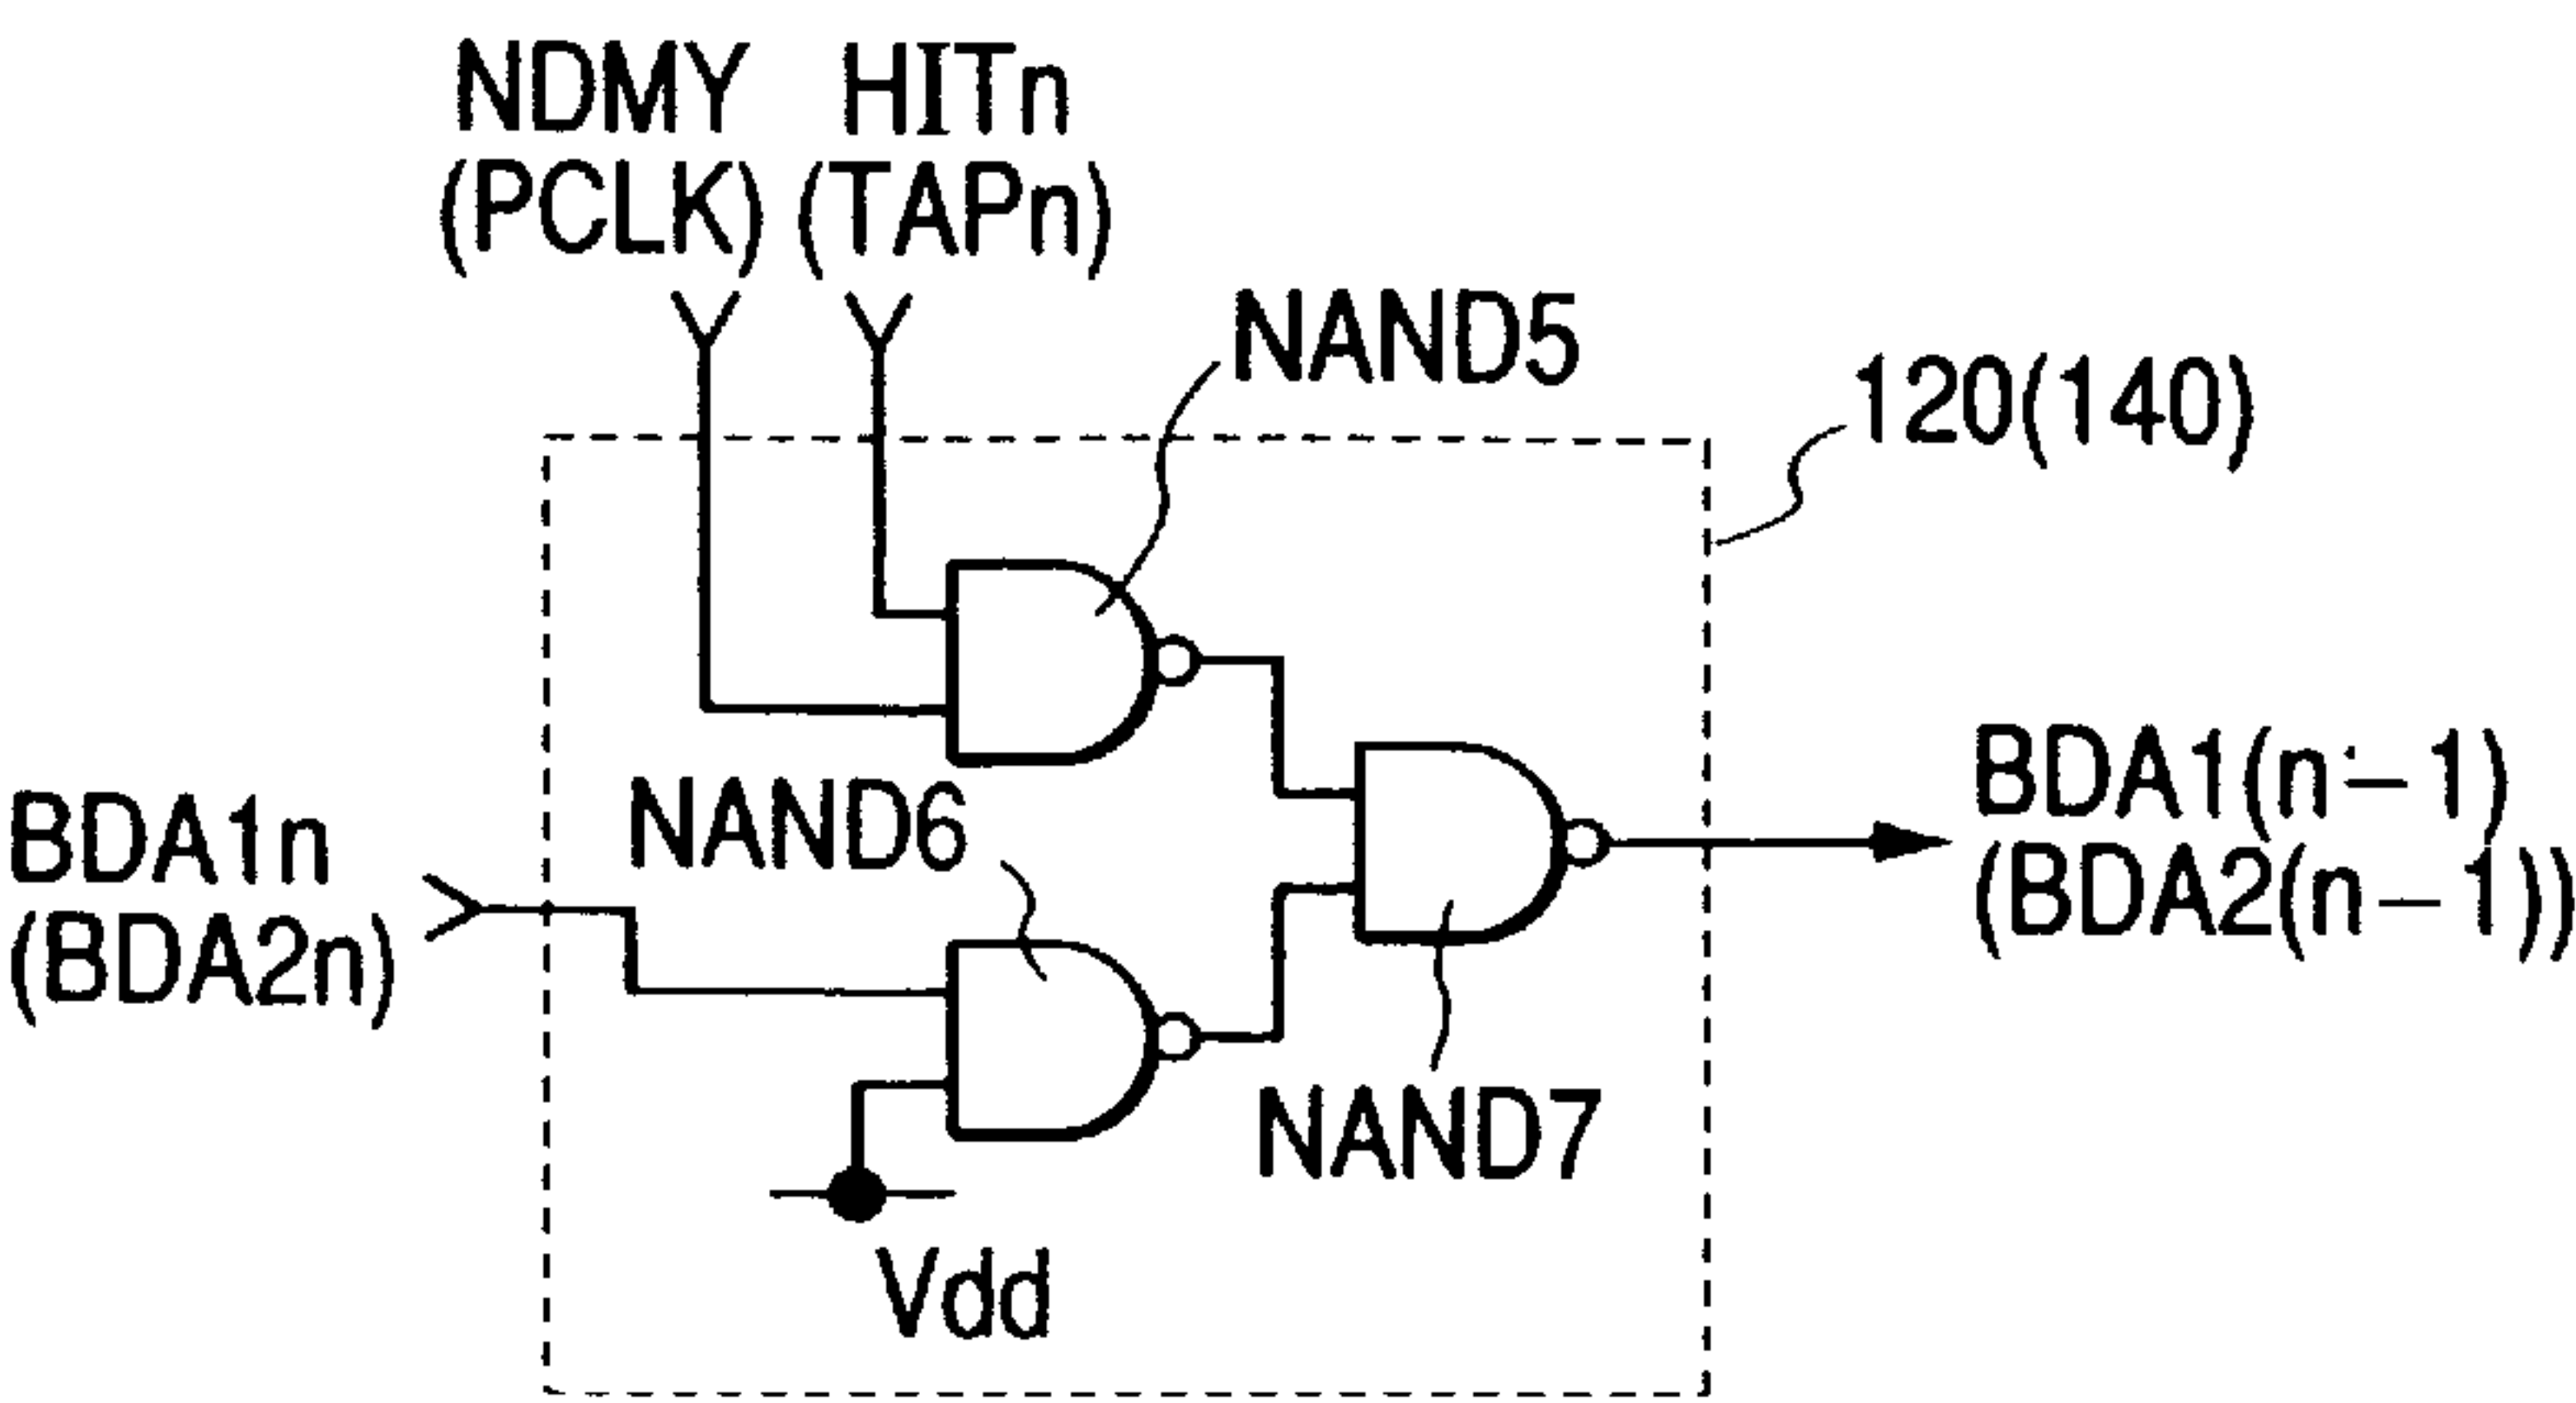 NDMY HITn
(PCLK) (TAPn)
NAND5
120(140)
NAND6
BDA1n
(BDA2n)
BDA1(n-1)
(BDA2(n-1))
NAND7
Vdd